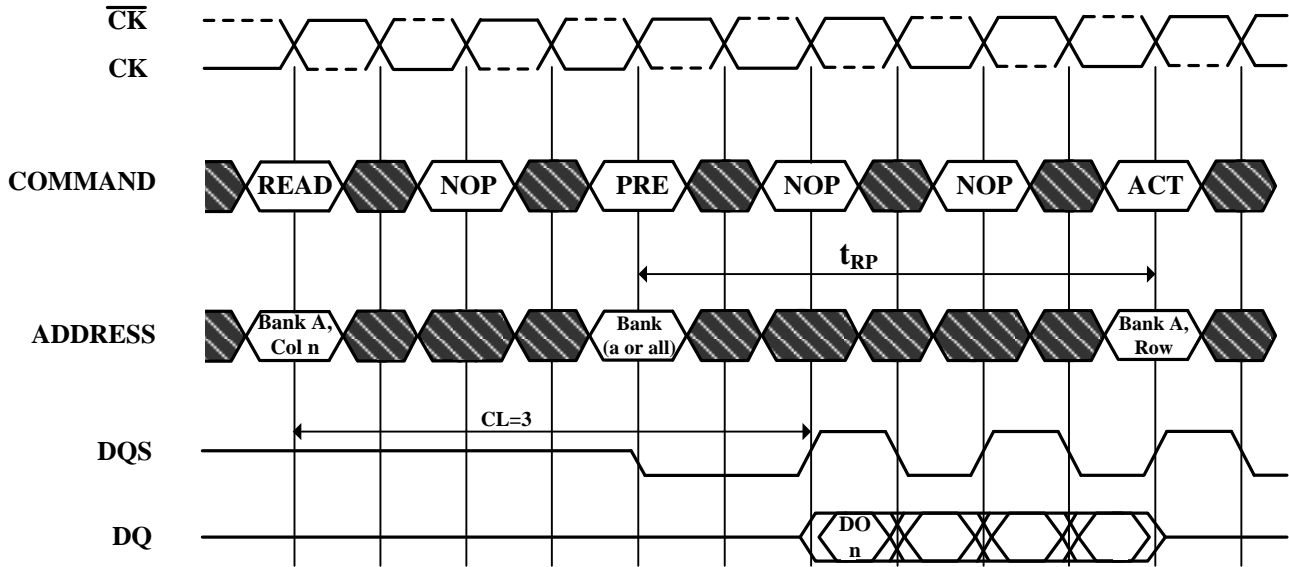 CK
CK
COMMAND
READ
NOP
PRE
NOP
NOP
ACT
tRP
ADDRESS
Bank A,
Col n
Bank
(a or all)
Bank A,
Row
CL=3
DQS
DQ
DO
n